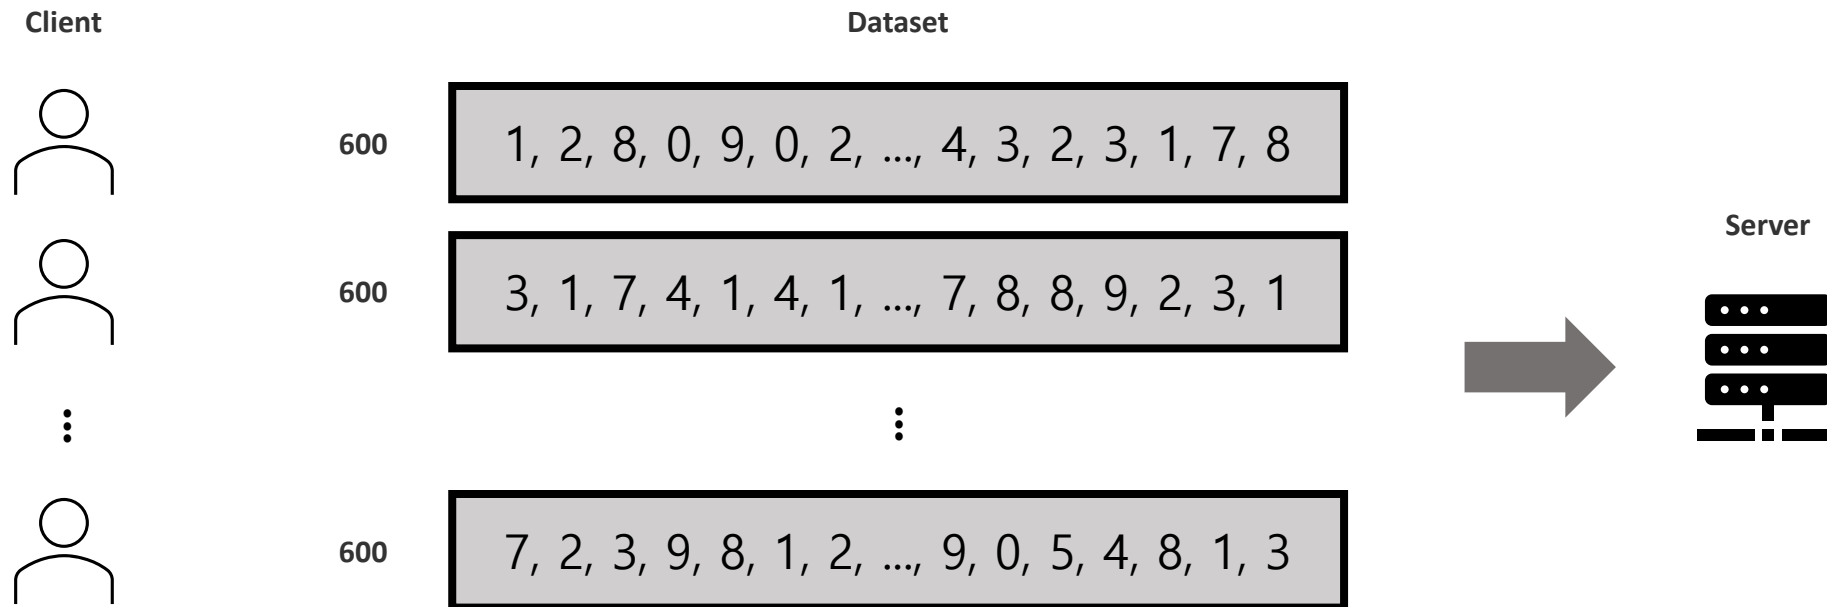 Client
Dataset
600
1, 2, 8, 0, 9, 0, 2, ..., 4, 3, 2, 3, 1, 7, 8
Server
600
3, 1, 7, 4, 1, 4, 1, ..., 7, 8, 8, 9, 2, 3, 1
600
7, 2, 3, 9, 8, 1, 2, ..., 9, 0, 5, 4, 8, 1, 3